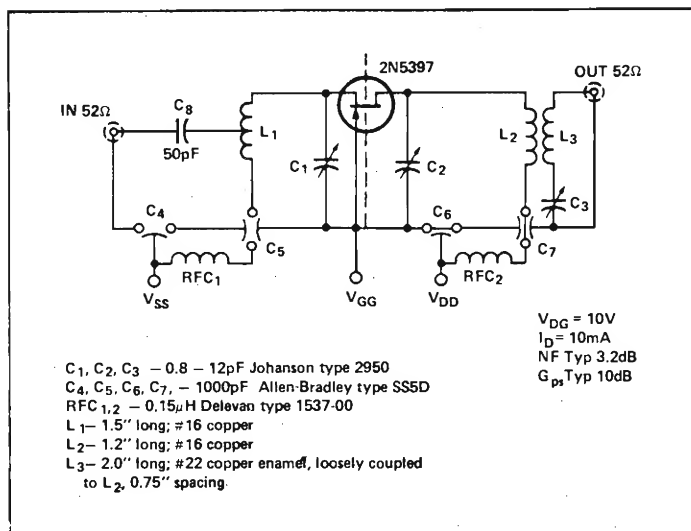 2N5397
OUT 52Ω
IN 52Ω
C8
50pF
L1
C1
C2
L2
L3
C3
C4
C5
C6
C7
RFC1
RFC2
VSS
VGG
VDD
VDG = 10V
ID = 10mA
NF Typ 3.2dB
Gps Typ 10dB
C1, C2, C3 – 0.8 – 12pF Johanson type 2950
C4, C5, C6, C7, – 1000pF Allen-Bradley type SS5D
RFC1,2 – 0.15μH Delevan type 1537-00
L1– 1.5" long; #16 copper
L2– 1.2" long; #16 copper
L3– 2.0" long; #22 copper enamel, loosely coupled
to L2, 0.75" spacing.